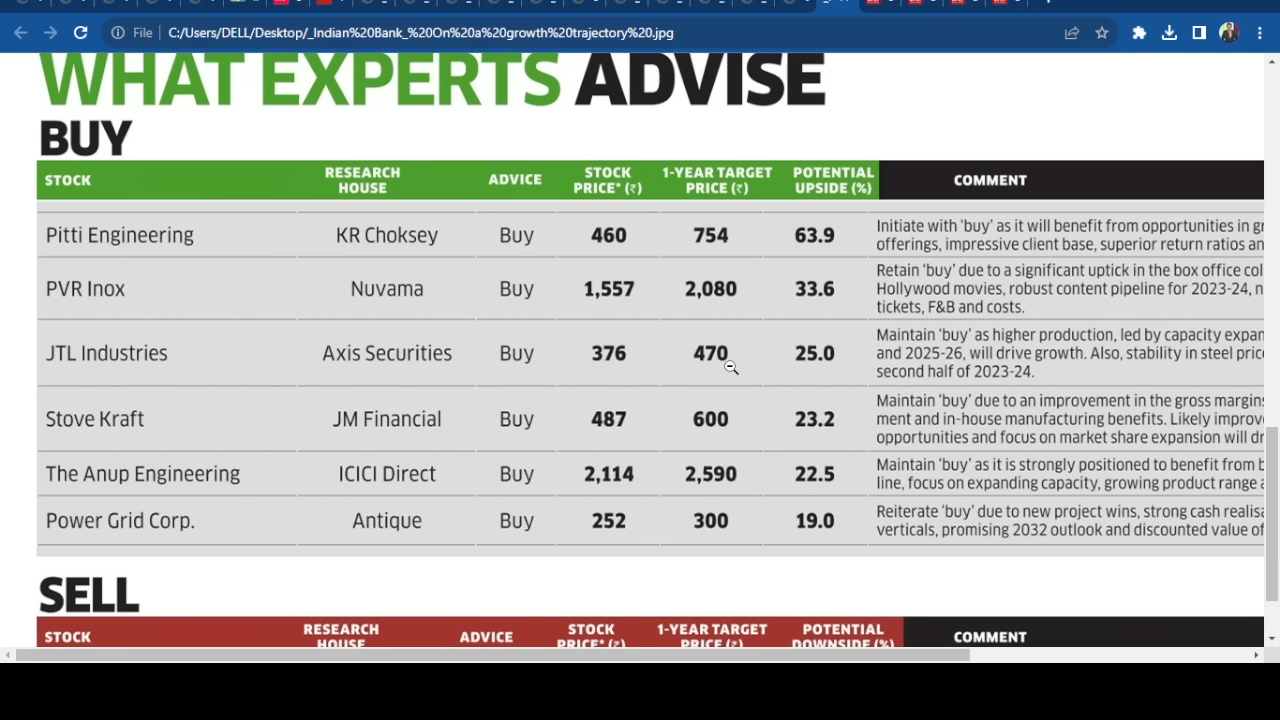 File
C:/Users/DELL/Desktop/_Indian%20Bank_%20On%20a%20growth%20trajectory%20.jpg
WHAT EXPERTS ADVISE
BUY
STOCK RESEARCH HOUSE ADVICE STOCK PRICE* (₹) 1-YEAR TARGET PRICE (₹) POTENTIAL UPSIDE (%) COMMENT
Pitti Engineering KR Choksey Buy 460 754 63.9
Initiate with ‘buy’ as it will benefit from opportunities in
offerings, impressive client base, superior return ratios
PVR Inox Nuvama Buy 1,557 2,080 33.6
Retain ‘buy’ due to a significant uptick in the box office
Hollywood movies, robust content pipeline for 2023-24,
tickets, F&B and costs.
JTL Industries Axis Securities Buy 376 470 25.0
Maintain ‘buy’ as higher production, led by capacity
and 2025-26, will drive growth. Also, stability in steel
second half of 2023-24.
Stove Kraft JM Financial Buy 487 600 23.2
Maintain ‘buy’ due to an improvement in the gross margins
ment and in-house manufacturing benefits. Likely
opportunities and focus on market share expansion will
The Anup Engineering ICICI Direct Buy 2,114 2,590 22.5
Maintain ‘buy’ as it is strongly positioned to benefit from
line, focus on expanding capacity, growing product range
Power Grid Corp. Antique Buy 252 300 19.0
Reiterate ‘buy’ due to new project wins, strong cash
verticals, promising 2032 outlook and discounted value of
SELL
STOCK RESEARCH HOUSE ADVICE STOCK PRICE* (₹) 1-YEAR TARGET PRICE (₹) POTENTIAL DOWNSIDE (%) COMMENT